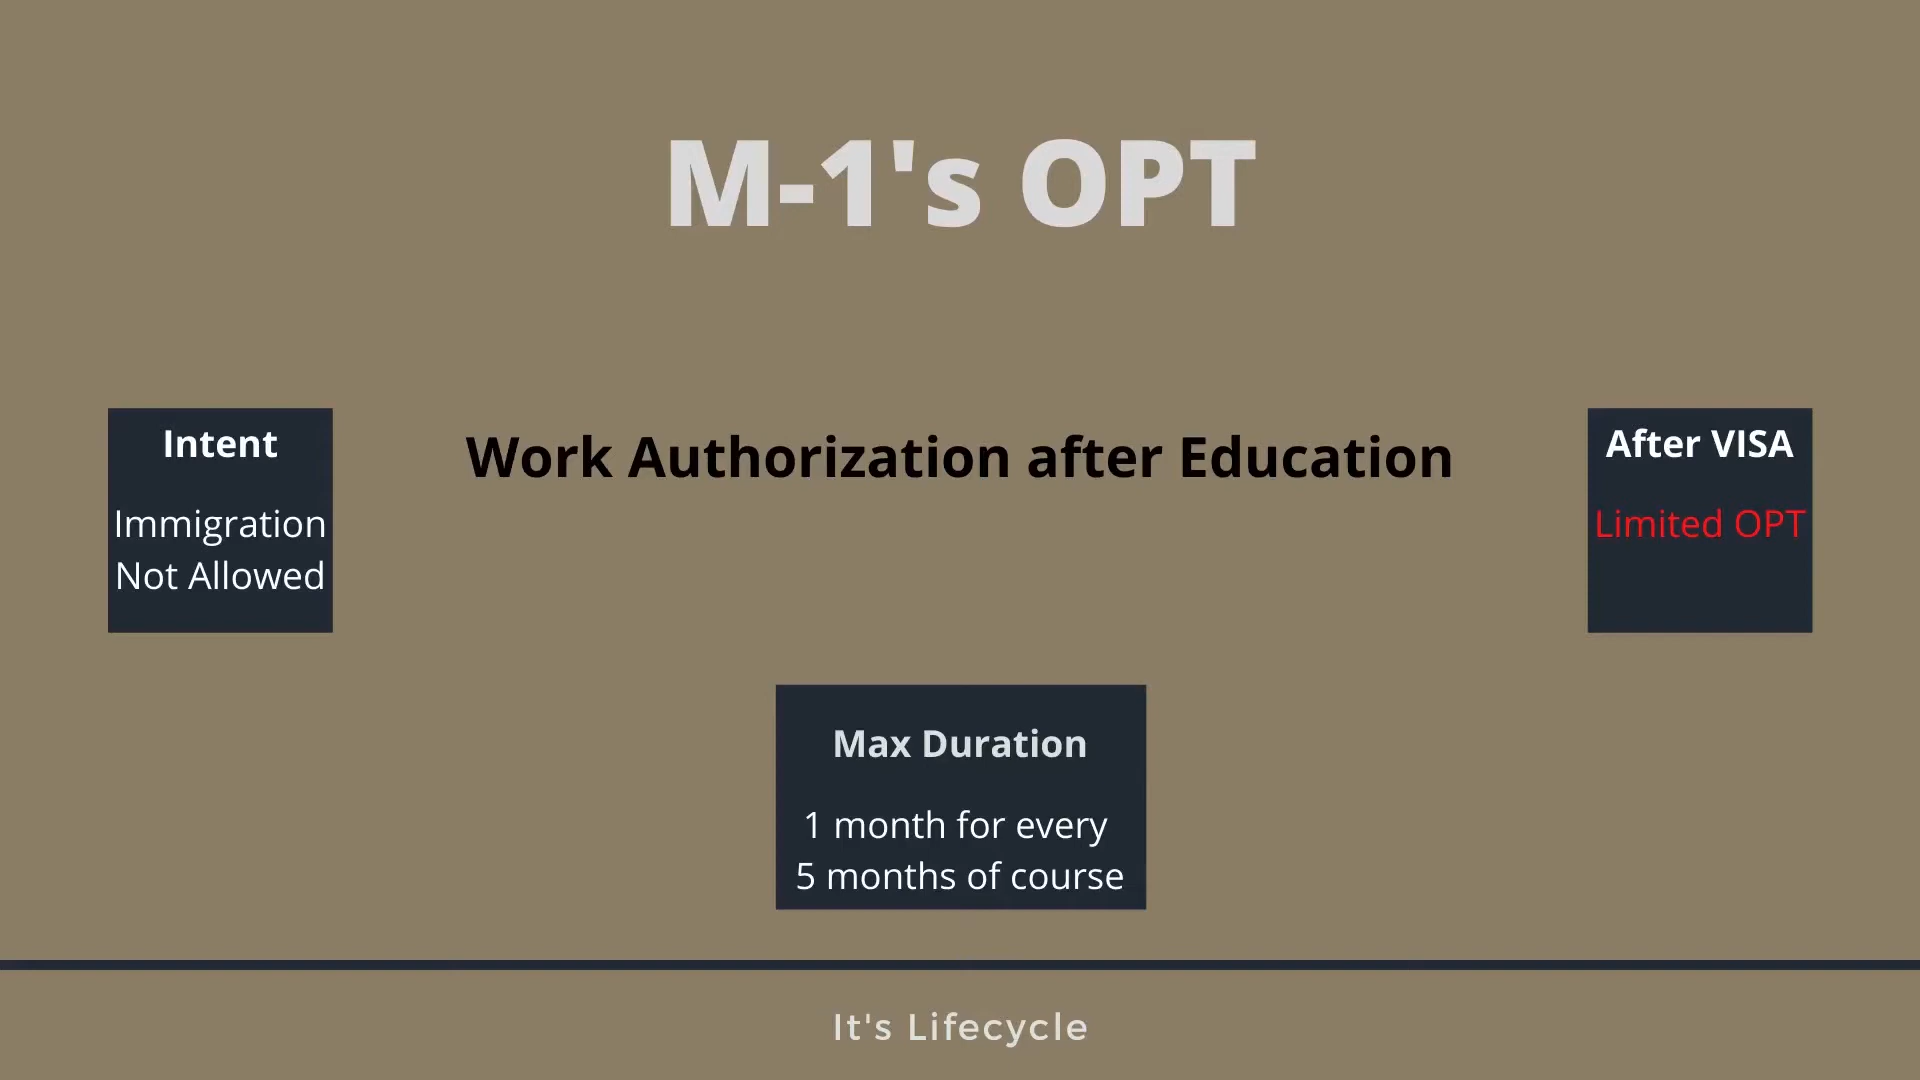 M-1's OPT
Work Authorization after Education
Intent
Immigration
Not Allowed
After VISA
Limited OPT
Max Duration
1 month for every
5 months of course
It's Lifecycle